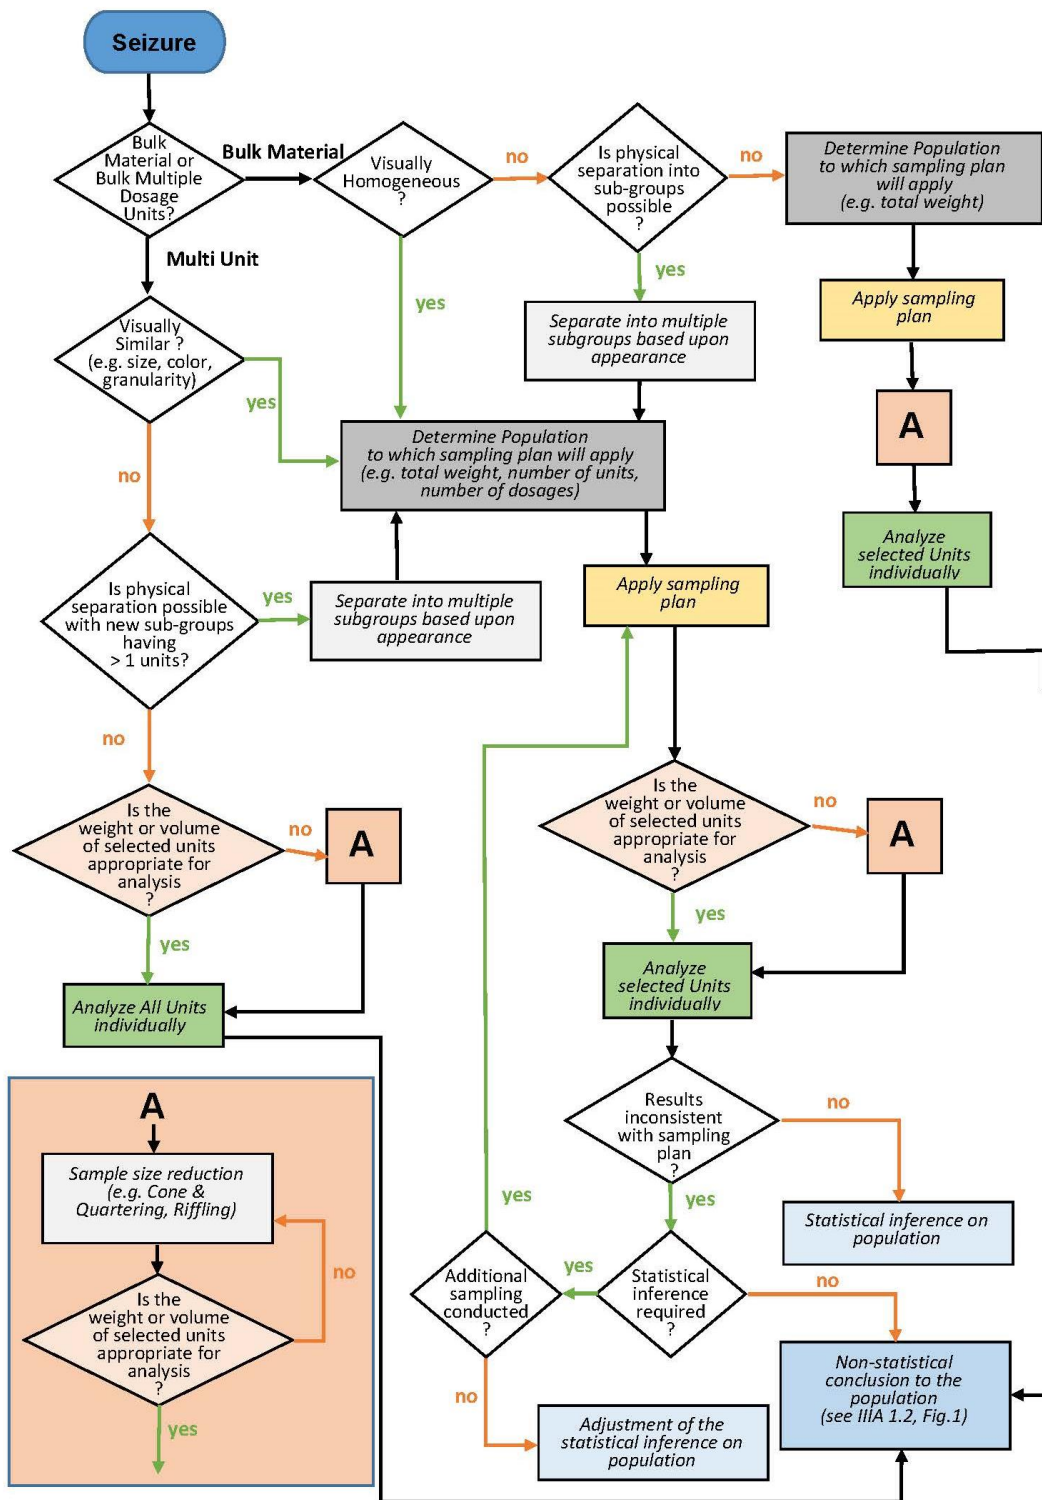 Seizure
Bulk
Material or
Bulk Multiple
Dosage
Units?
Bulk Material
Visually
Homogeneous
?
no
Is physical
separation into
sub-groups
possible
?
no
Determine Population
to which sampling plan
will apply
(e.g. total weight)
Multi Unit
yes
yes
Apply sampling
plan
Visually
Similar ?
(e.g. size, color,
granularity)
yes
Separate into multiple
subgroups based upon
appearance
A
no
Determine Population
to which sampling plan will apply
(e.g. total weight, number of units,
number of dosages)
Analyze
selected Units
individually
Is physical
separation possible
with new sub-groups
having
> 1 units?
yes
Separate into multiple
subgroups based upon
appearance
Apply sampling
plan
no
Is the
weight or volume
of selected units
appropriate for
analysis
?
no
A
Is the
weight or volume
of selected units
appropriate for
analysis
?
no
A
yes
yes
Analyze All Units
individually
Analyze
selected Units
individually
Results
inconsistent
with sampling
plan
?
no
yes
yes
Statistical inference on
population
Additional
sampling
conducted
?
yes
Statistical
inference
required
?
no
no
Non-statistical
conclusion to the
population
(see IIIA 1.2, Fig.1)
Adjustment of the
statistical inference on
population
A
Sample size reduction
(e.g. Cone &
Quartering, Riffling)
no
Is the
weight or volume
of selected units
appropriate for
analysis
?
yes